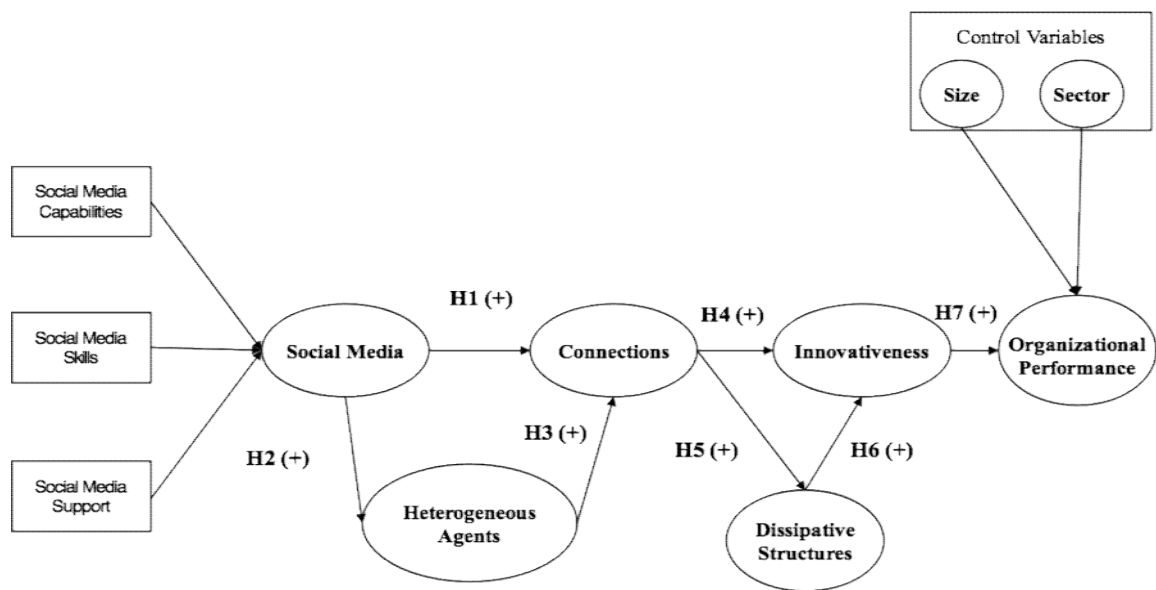 Control Variables
Size
Sector
Social Media
Capabilities
H1 (+)
H4 (+)
H7 (+)
Social Media
Skills
Social Media
Connections
Innovativeness
Organizational
Performance
H2 (+)
H3 (+)
H5 (+)
H6 (+)
Social Media
Support
Heterogeneous
Agents
Dissipative
Structures